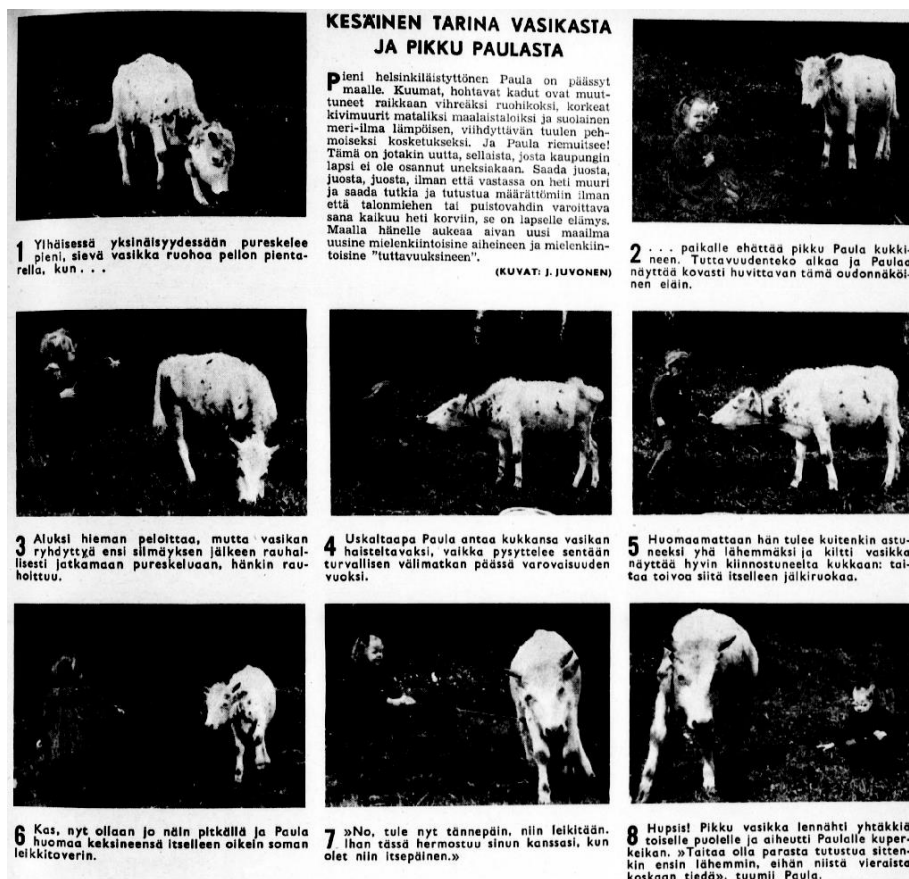 KESÄINEN TARINA VASIKASTA
JA PIKKU PAULASTA
Pieni helsinkiläistyttönen Paula on päässyt
maalle. Kuumat, hohtavat kadut ovat muut-
tuneet raikkaan vihreäksi ruohikoksi, korkeat
kivimuurit mataliksi maalaistaloiksi ja suolainen
meri-ilma lämpöisen, viihdyttävän tuulen peh-
moiseksi kosketukseksi. Ja Paula riemuitsee!
Tämä on jotakin uutta, sellaista, josta kaupungin
lapsi ei ole osannut uneksiakaan. Saada juosta,
juosta, juosta, ilman että vastassa on heti muuri
ja saada tutkia ja tutustua määrättömiin ilman
että talonmiehen tai puistovahdin varoittava
sana kaikuu heti korviin, se on lapselle elämys.
Maalla hänelle aukeaa aivan uusi maailma
uusine mielenkiintoisine aiheineen ja mielenkiin-
toisine "tuttavuuksineen".
(KUVAT: J. JUVONEN)
1 Ylhäisessä yksinäisyydessään pureskelee
pieni, sievä vasikka ruohoa pellon pienta-
rella, kun . . .
2 . . . paikalle ehättää pikku Paula kukki-
neen. Tuttavuudenteko alkaa ja Paulaa
näyttää kovasti huvittavan tämä oudonnäköi-
nen eläin.
3 Aluksi hieman peloittaa, mutta vasikan
ryhdyttyä ensi silmäyksen jälkeen rauhal-
lisesti jatkamaan pureskeluaan, hänkin rau-
hoittuu.
4 Uskaltaapa Paula antaa kukkansa vasikan
haisteltavaksi, vaikka pysyttelee sentään
turvallisen välimatkan päässä varovaisuuden
vuoksi.
5 Huomaamattaan hän tulee kuitenkin astu-
neeksi yhä lähemmäksi ja kiltti vasikka
näyttää hyvin kiinnostuneelta kukkaan: tai-
taa toivoa siitä itselleen jälkiruokaa.
6 Kas, nyt ollaan jo näin pitkällä ja Paula
huomaa keksineensä itselleen oikein soman
leikkitoverin.
7 »No, tule nyt tännepäin, niin leikitään.
Ihan tässä hermostuu sinun kanssasi, kun
olet niin itsepäinen.»
8 Hupsis! Pikku vasikka lennähti yhtäkkiä
toiselle puolelle ja aiheutti Paulalle kuper-
keikan. »Taitaa olla parasta tutustua sitten-
kin ensin lähemmin, eihän niistä vieraista
koskaan tiedä», tuumii Paula.